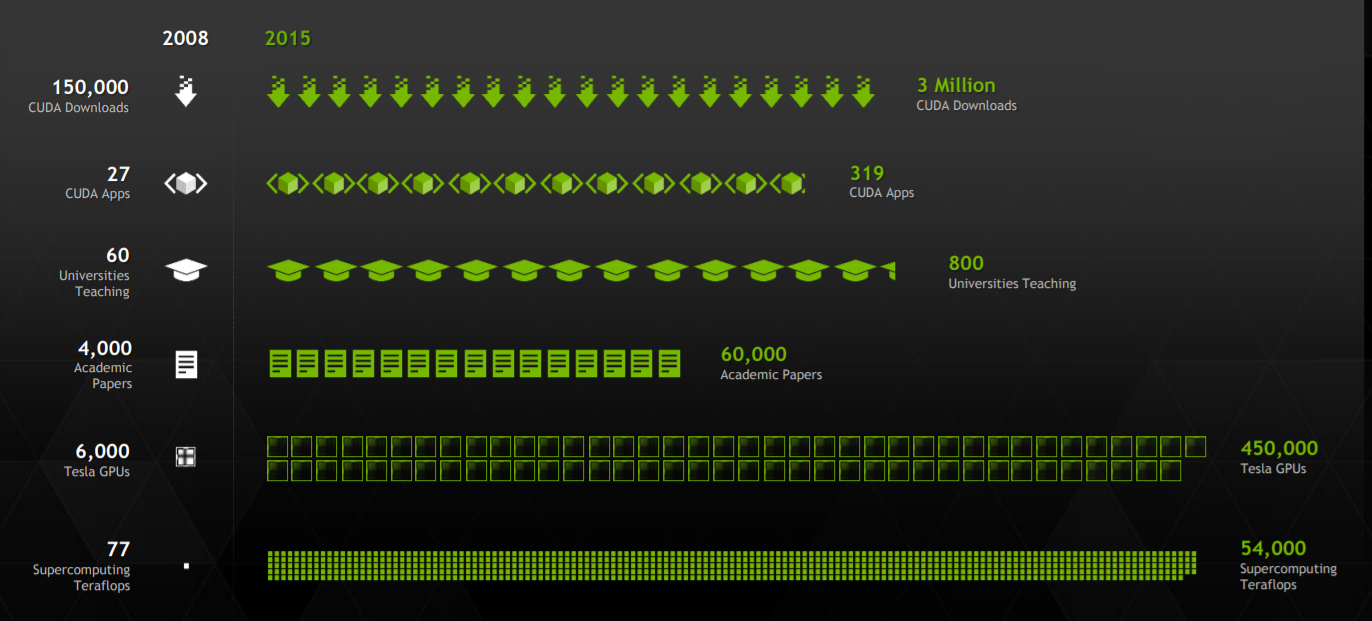 2008
2015
150,000
CUDA Downloads
3 Million
CUDA Downloads
27
CUDA Apps
319
CUDA Apps
60
Universities
Teaching
800
Universities Teaching
4,000
Academic
Papers
60,000
Academic Papers
6,000
Tesla GPUs
450,000
Tesla GPUs
77
Supercomputing
Teraflops
54,000
Supercomputing
Teraflops